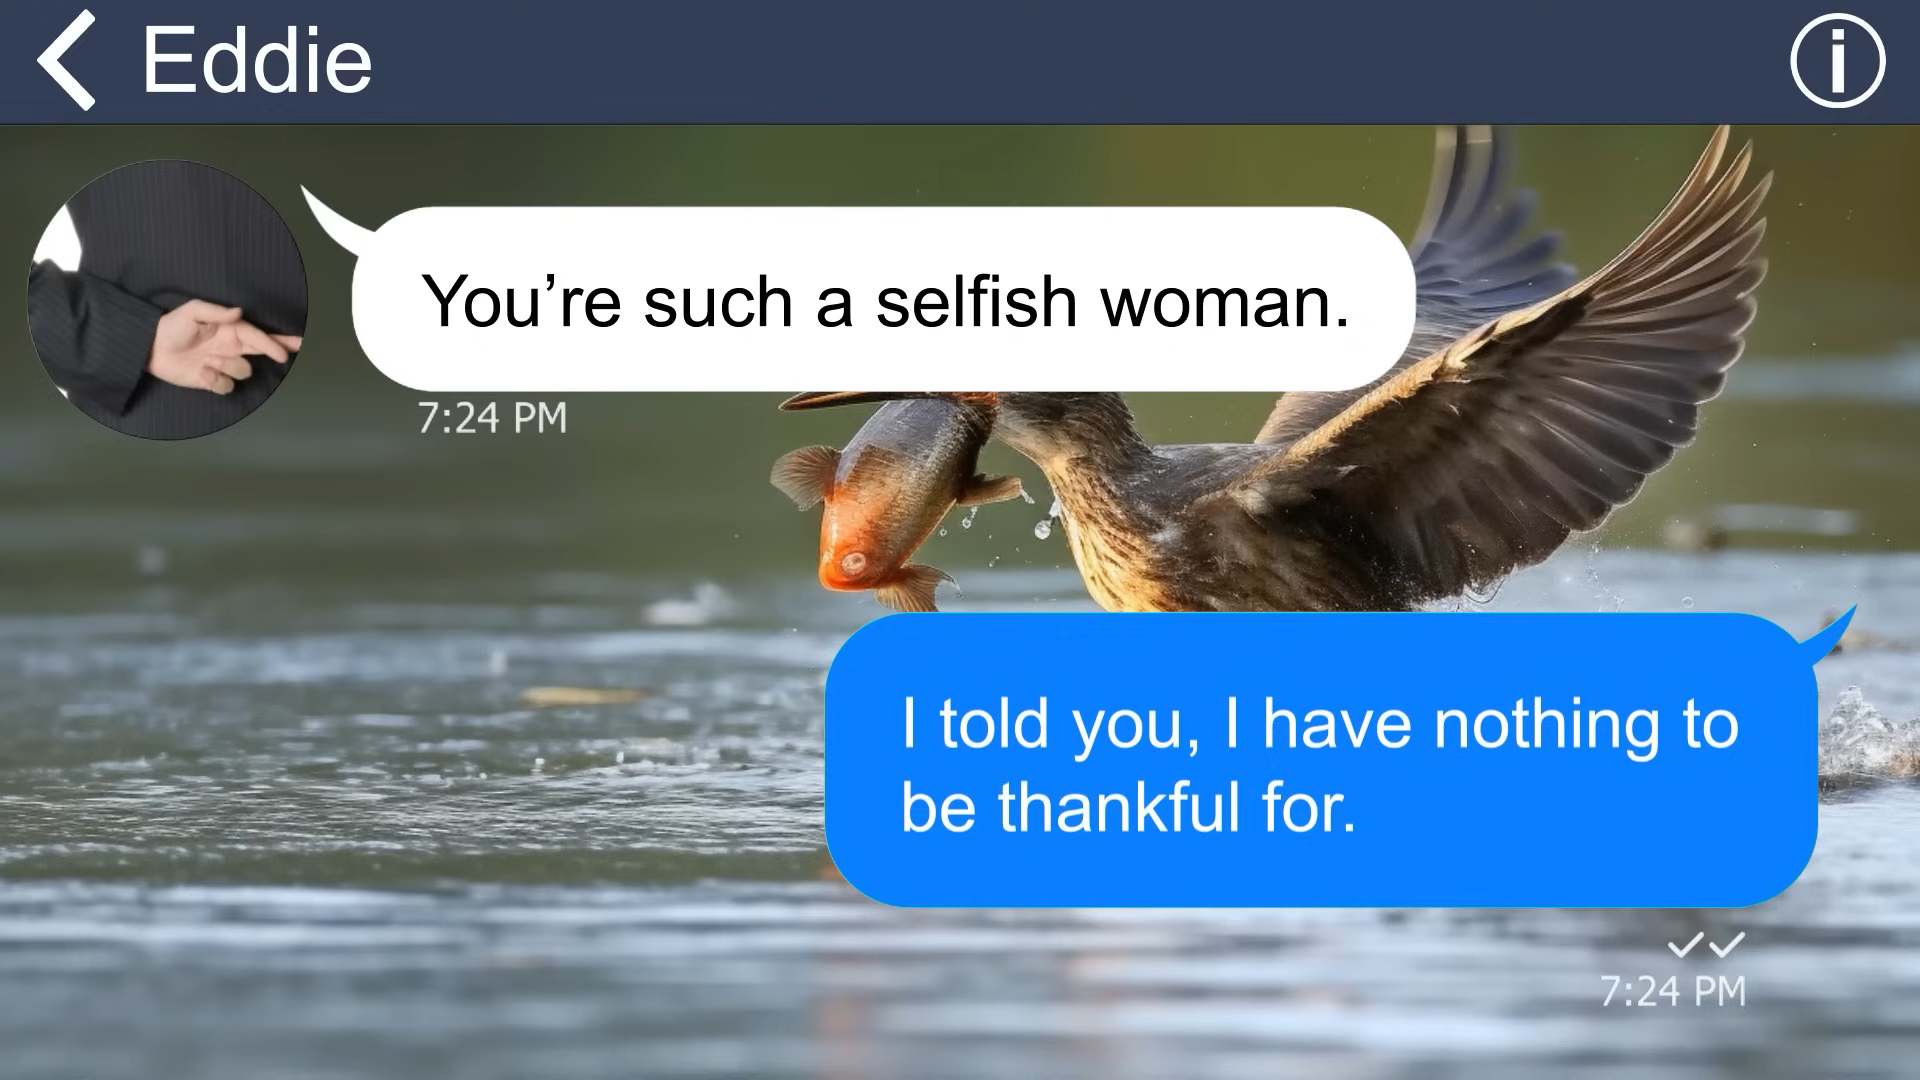 Eddie
You’re such a selfish woman.
7:24 PM
I told you, I have nothing to
be thankful for.
7:24 PM